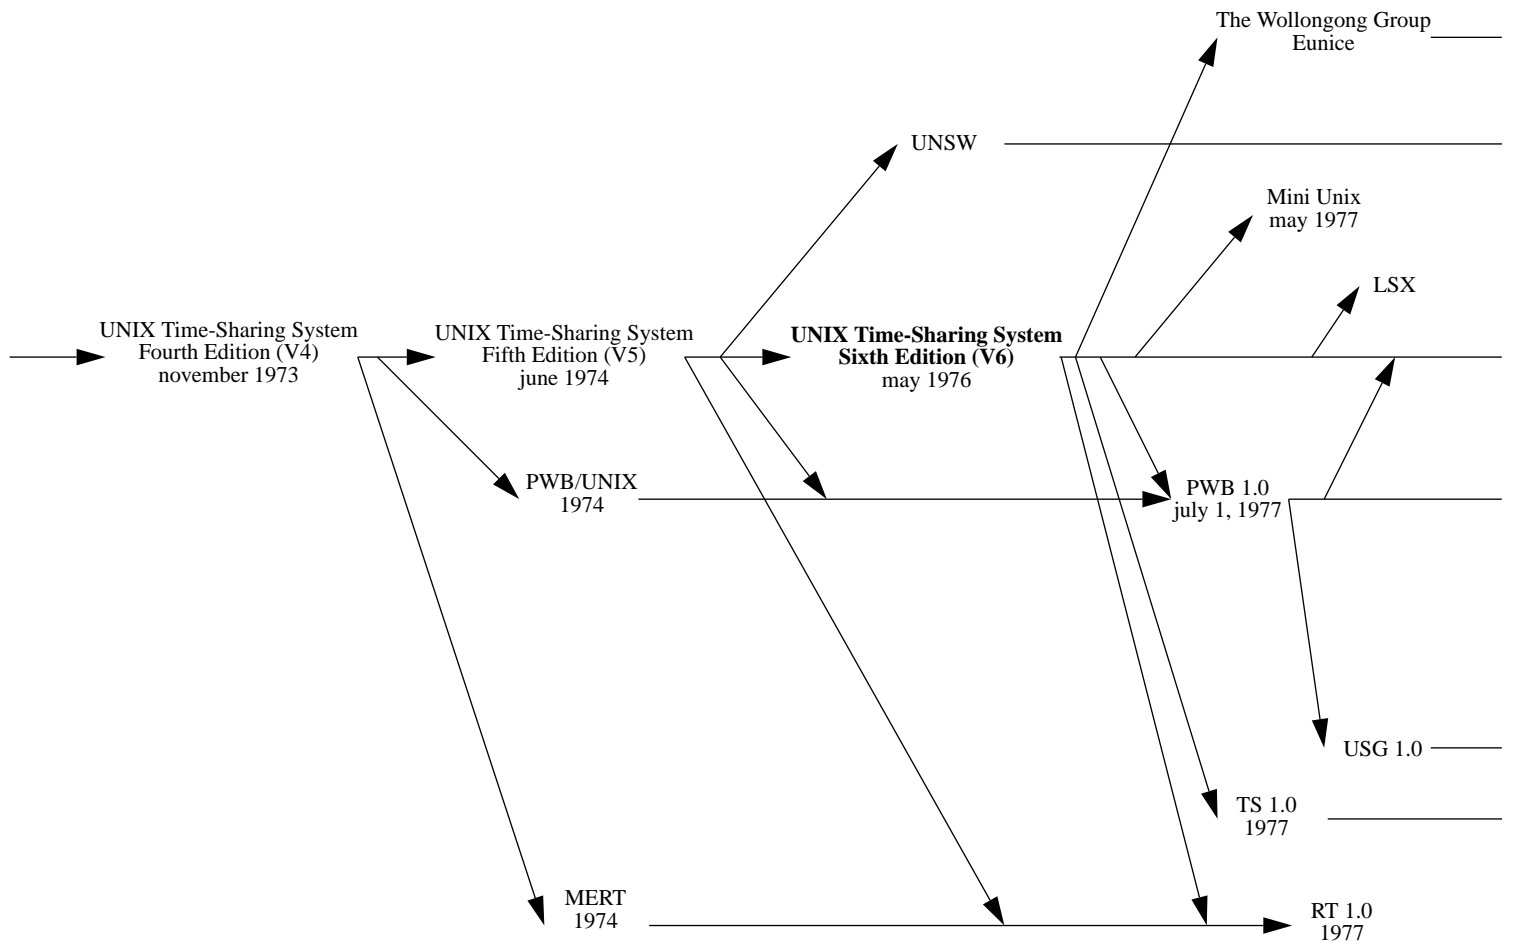 The Wollongong Group
Eunice
UNSW
Mini Unix
may 1977
LSX
UNIX Time-Sharing System
Fourth Edition (V4)
november 1973
UNIX Time-Sharing System
Fifth Edition (V5)
june 1974
UNIX Time-Sharing System
Sixth Edition (V6)
may 1976
PWB/UNIX
1974
PWB 1.0
july 1, 1977
USG 1.0
TS 1.0
1977
MERT
1974
RT 1.0
1977